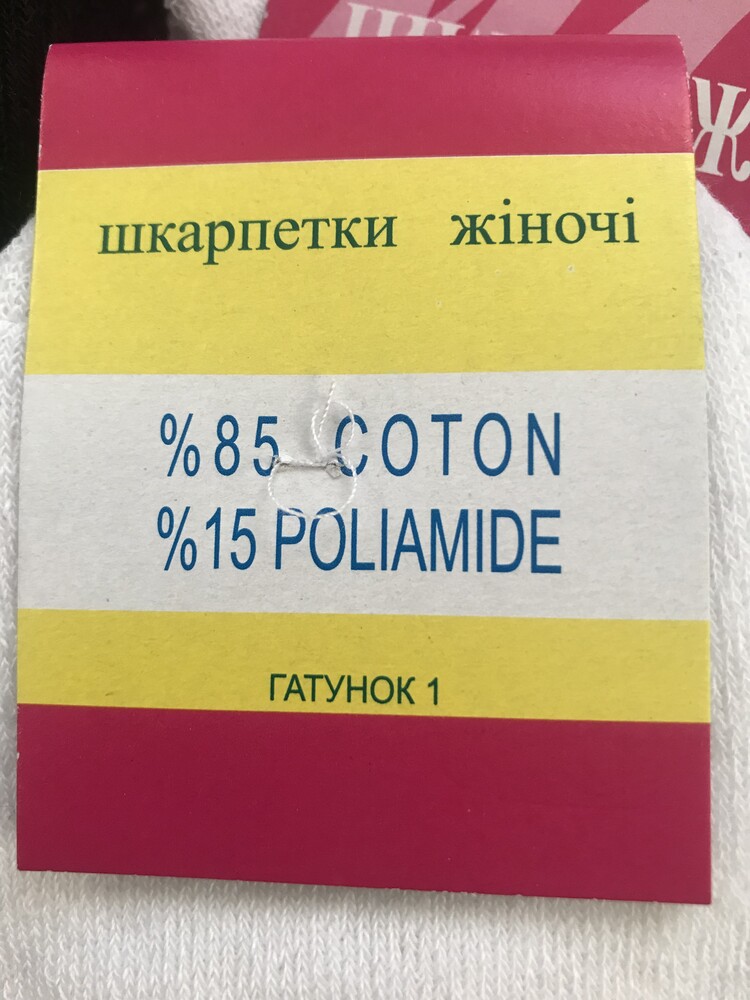 шкарпетки жіночі
%85 COTON
%15 POLIAMIDE
ГАТУНОК 1